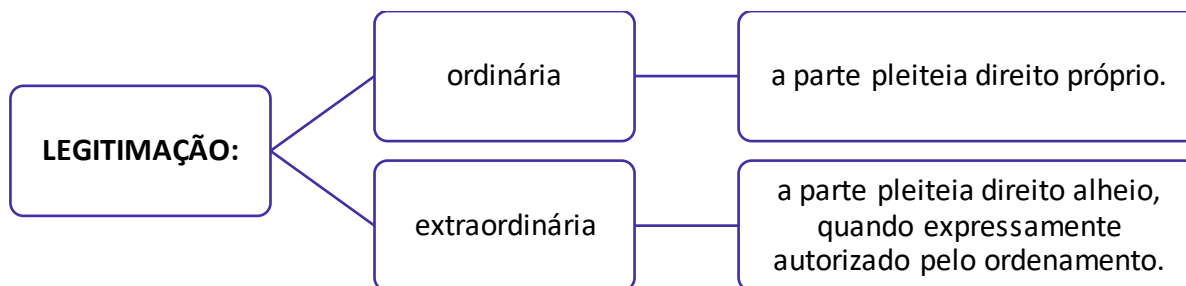 LEGITIMAÇÃO:
ordinária
a parte pleiteia direito próprio.
extraordinária
a parte pleiteia direito alheio,
quando expressamente
autorizado pelo ordenamento.